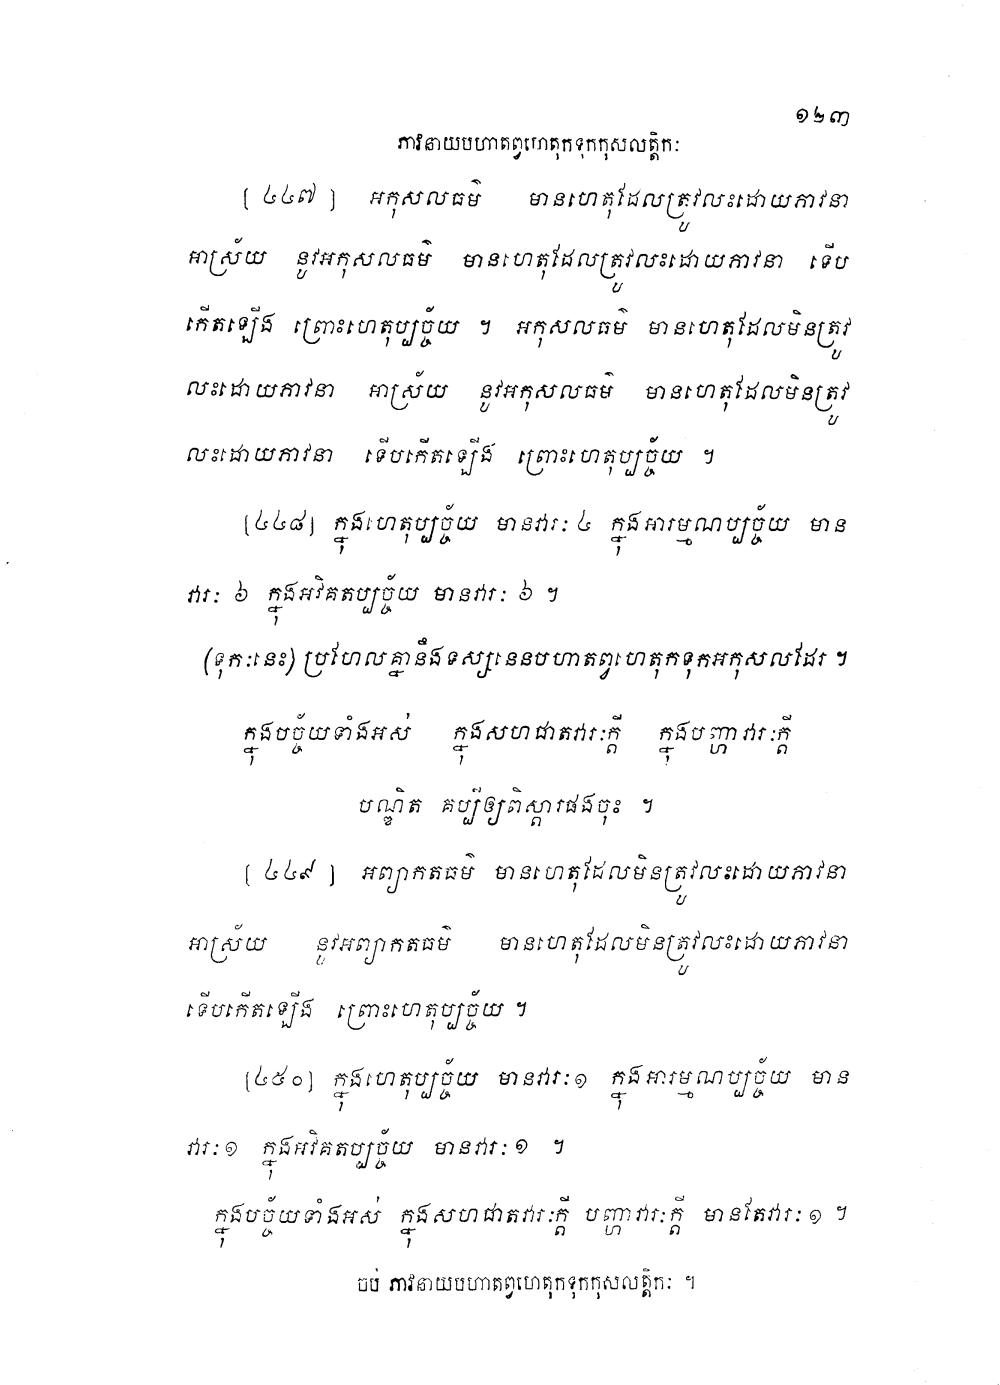 ១២៣
ភាវនាយបហាតព្វហេតុកទុកកុសលត្តិកៈ
[ ៤៤៧ ] អកុសលធម៌ មានហេតុដែលត្រូវលះដោយភាវនា
អាស្រ័យ នូវអកុសលធម៌ មានហេតុដែលត្រូវលះដោយភាវនា ទើប
កើតឡើង ព្រោះហេតុប្បច្ច័យ ។ អកុសលធម៌ មានហេតុដែលមិនត្រូវ
លះដោយភាវនា អាស្រ័យ នូវអកុសលធម៌ មានហេតុដែលមិនត្រូវ
លះដោយភាវនា ទើបកើតឡើង ព្រោះហេតុប្បច្ច័យ ។
[៤៤៨] ក្នុងហេតុប្បច្ច័យ មានវារៈ ៤ ក្នុងអារម្មណប្បច្ច័យ មាន
វារៈ ៦ ក្នុងអវិគតប្បច្ច័យ មានវារៈ ៦ ។
(ទុកៈនេះ) ប្រហែលគ្នានឹងទស្សនេនបហាតព្វហេតុកទុកអកុសលដែរ ។
ក្នុងបច្ច័យទាំងអស់ ក្នុងសហជាតវារៈក្តី ក្នុងបញ្ហាវារៈក្តី
បណ្ឌិត គប្បីឲ្យពិស្តារផងចុះ ។
[ ៤៤៩ ] អព្យាកតធម៌ មានហេតុដែលមិនត្រូវលះដោយភាវនា
អាស្រ័យ នូវអព្យាកតធម៌ មានហេតុដែលមិនត្រូវលះដោយភាវនា
ទើបកើតឡើង ព្រោះហេតុប្បច្ច័យ ។
[៤៥០] ក្នុងហេតុប្បច្ច័យ មានវារៈ ១ ក្នុងអារម្មណប្បច្ច័យ មាន
វារៈ ១ ក្នុងអវិគតប្បច្ច័យ មានវារៈ ១ ។
ក្នុងបច្ច័យទាំងអស់ ក្នុងសហជាតវារៈក្តី បញ្ហាវារៈក្តី មានតែវារៈ ១ ។
ចប់ ភាវនាយបហាតព្វហេតុកទុកកុសលត្តិកៈ ។